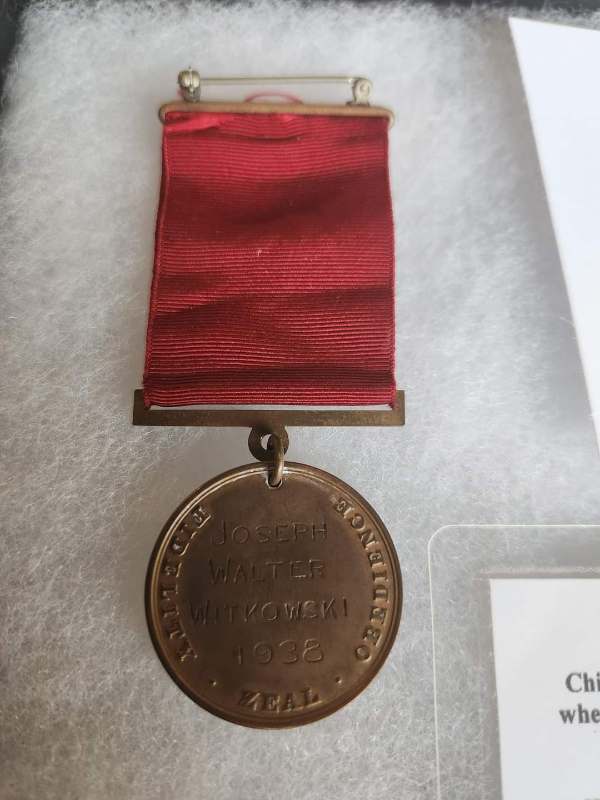 FIDELITY
OBEDIENCE
ZEAL
JOSEPH
WALTER
WITKOWSKI
1938
Chi
whe